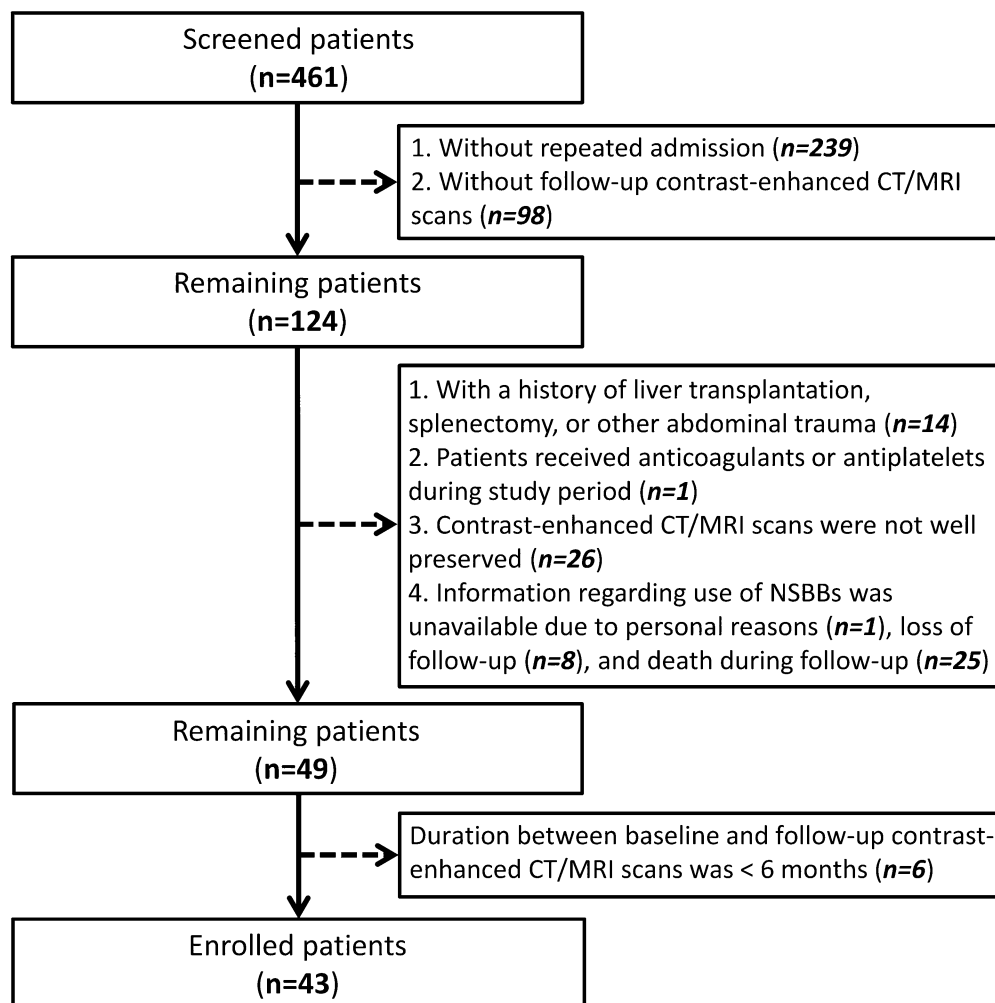 Screened patients
(n=461)
1. Without repeated admission (n=239)
2. Without follow-up contrast-enhanced CT/MRI
scans (n=98)
Remaining patients
(n=124)
1. With a history of liver transplantation,
splenectomy, or other abdominal trauma (n=14)
2. Patients received anticoagulants or antiplatelets
during study period (n=1)
3. Contrast-enhanced CT/MRI scans were not well
preserved (n=26)
4. Information regarding use of NSBBs was
unavailable due to personal reasons (n=1), loss of
follow-up (n=8), and death during follow-up (n=25)
Remaining patients
(n=49)
Duration between baseline and follow-up contrast-
enhanced CT/MRI scans was < 6 months (n=6)
Enrolled patients
(n=43)